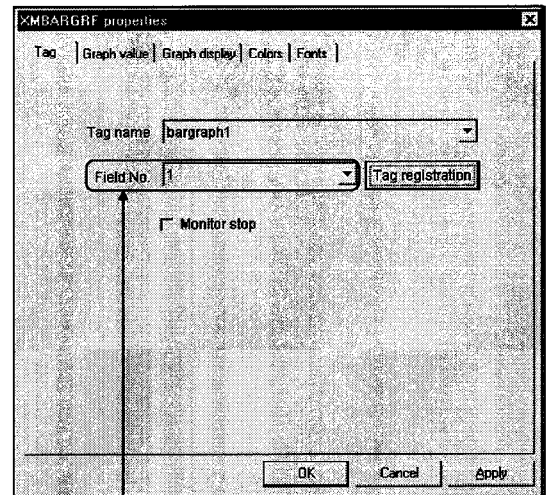 XMBARGRF properties
Tag Graph value Graph display Colors Fonts
Tag name bargraph1
Field No. 1 Tag registration
Monitor stop
OK Cancel Apply